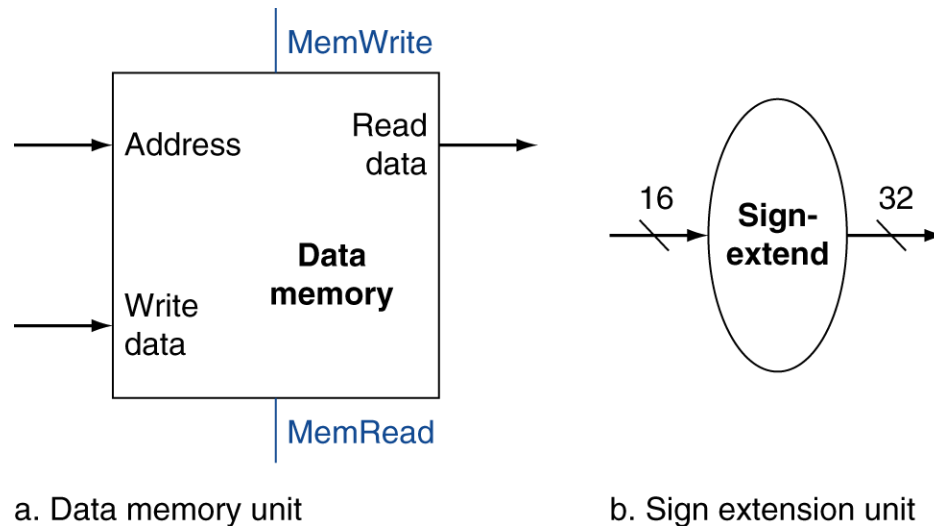 MemWrite
Address
Read
data
Data
memory
Write
data
MemRead
a. Data memory unit
16
Sign-
extend
32
b. Sign extension unit